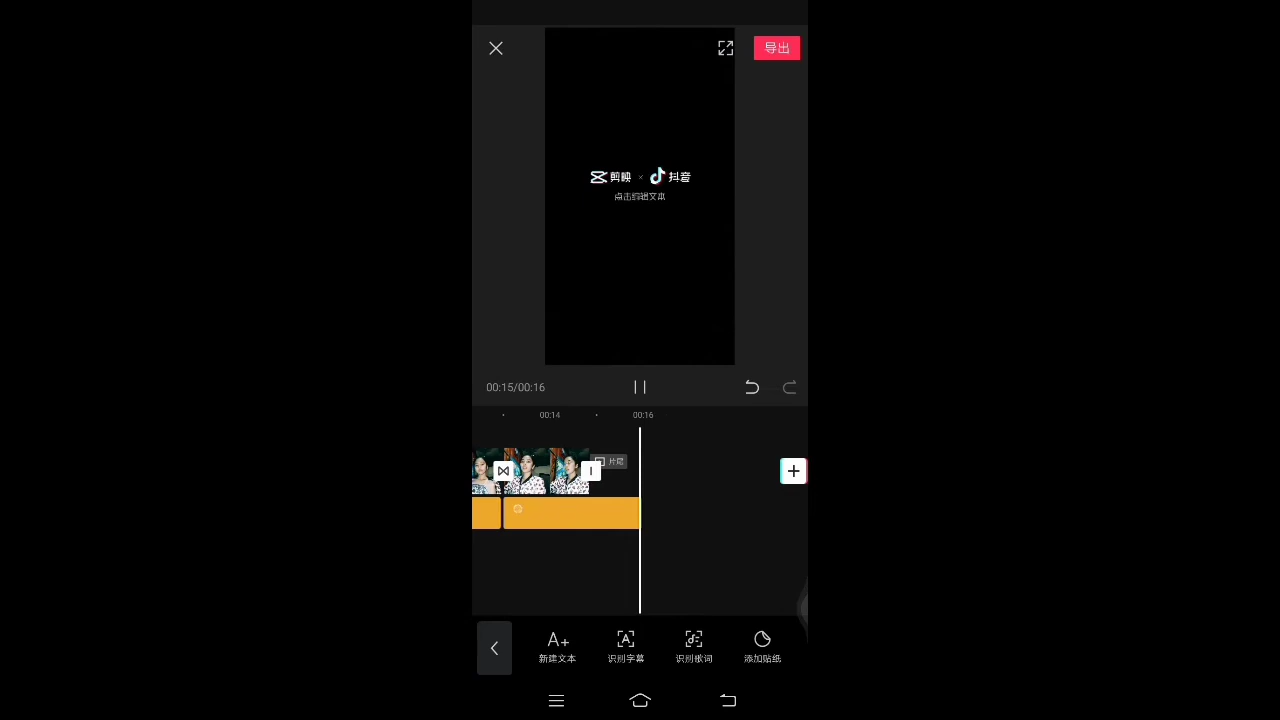 导出
剪映 × 抖音
点击编辑文本
00:15/00:16
00:14
00:16
片尾
新建文本
识别字幕
识别歌词
添加贴纸